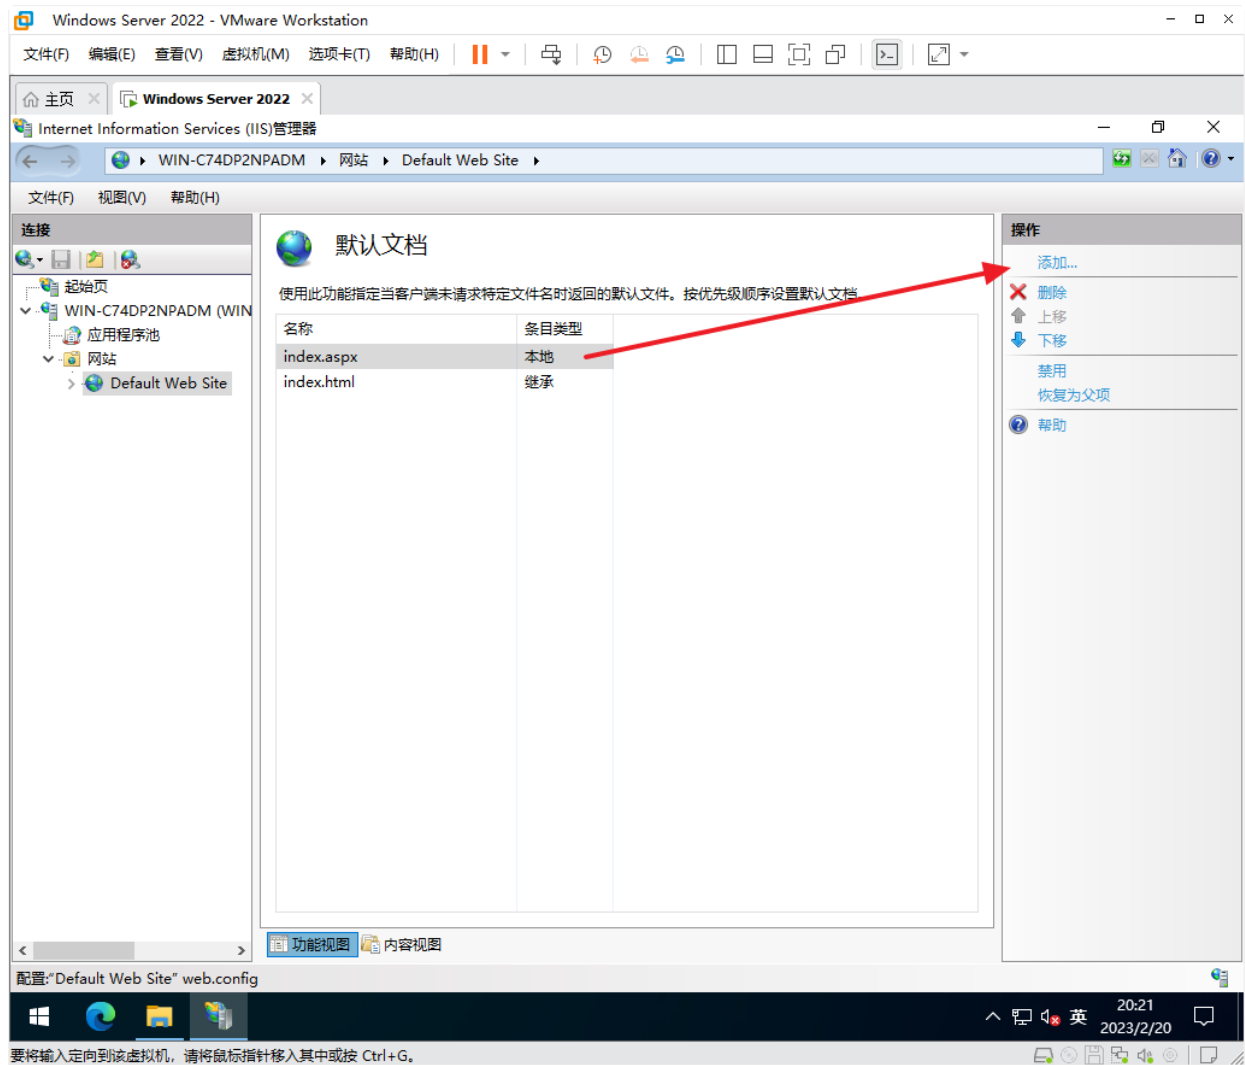 Windows Server 2022 - VMware Workstation
文件(F) 编辑(E) 查看(V) 虚拟机(M) 选项卡(T) 帮助(H)
主页 Windows Server 2022
Internet Information Services (IIS)管理器
WIN-C74DP2NPADM 网站 Default Web Site
文件(F) 视图(V) 帮助(H)
连接
起始页
WIN-C74DP2NPADM (WIN
应用程序池
网站
Default Web Site
默认文档
使用此功能指定当客户端未请求特定文件名时返回的默认文件。按优先级顺序设置默认文档。
名称 条目类型
index.aspx 本地
index.html 继承
功能视图 内容视图
操作
添加...
删除
上移
下移
禁用
恢复为父项
帮助
配置:“Default Web Site” web.config
英
20:21
2023/2/20
要将输入定向到该虚拟机，请将鼠标指针移入其中或按 Ctrl+G。